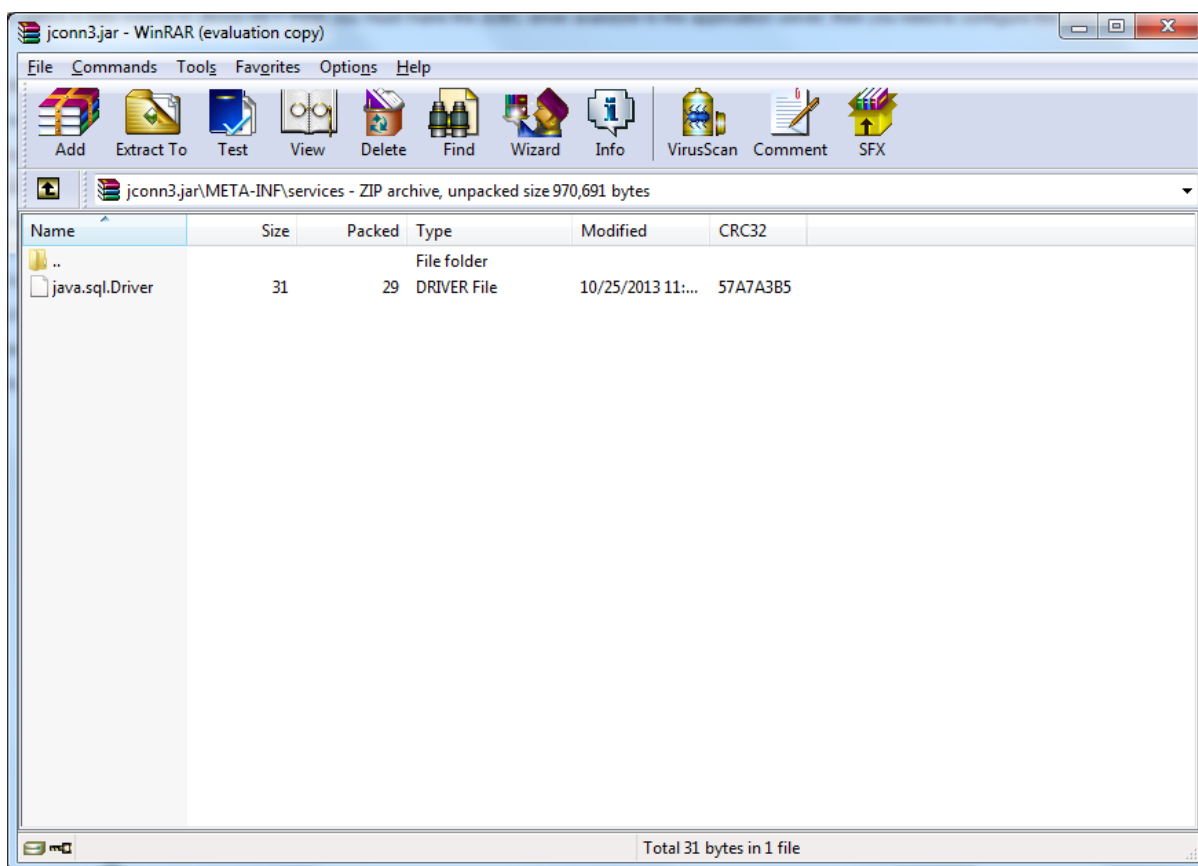 jconn3.jar - WinRAR (evaluation copy)
File Commands Tools Favorites Options Help
Add Extract To Test View Delete Find Wizard Info VirusScan Comment SFX
jconn3.jar\META-INF\services - ZIP archive, unpacked size 970,691 bytes
Name Size Packed Type Modified CRC32
.. File folder
java.sql.Driver 31 29 DRIVER File 10/25/2013 11:... 57A7A3B5
Total 31 bytes in 1 file